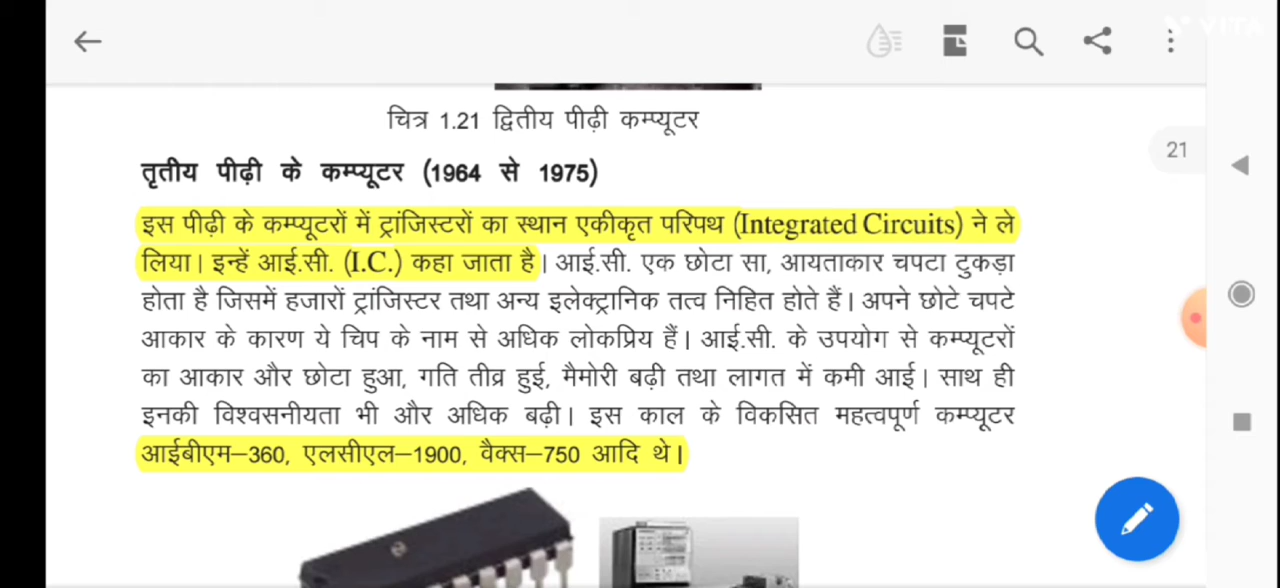 VITA
चित्र 1.21 द्वितीय पीढ़ी कम्प्यूटर
21
तृतीय पीढ़ी के कम्प्यूटर (1964 से 1975)
इस पीढ़ी के कम्प्यूटरों में ट्रांजिस्टरों का स्थान एकीकृत परिपथ (Integrated Circuits) ने ले
लिया। इन्हें आई.सी. (I.C.) कहा जाता है। आई.सी. एक छोटा सा, आयताकार चपटा टुकड़ा
होता है जिसमें हजारों ट्रांजिस्टर तथा अन्य इलेक्ट्रानिक तत्व निहित होते हैं। अपने छोटे चपटे
आकार के कारण ये चिप के नाम से अधिक लोकप्रिय हैं। आई.सी. के उपयोग से कम्प्यूटरों
का आकार और छोटा हुआ, गति तीव्र हुई, मैमोरी बढ़ी तथा लागत में कमी आई। साथ ही
इनकी विश्वसनीयता भी और अधिक बढ़ी। इस काल के विकसित महत्वपूर्ण कम्प्यूटर
आईबीएम–360, एलसीएल–1900, वैक्स–750 आदि थे।